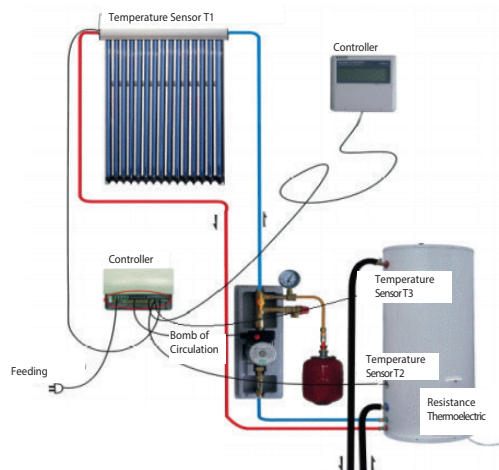 Temperature Sensor T1
Controller
Controller
Temperature
Sensor T3
Bomb of
Circulation
Temperature
Sensor T2
Feeding
Resistance
Thermoelectric